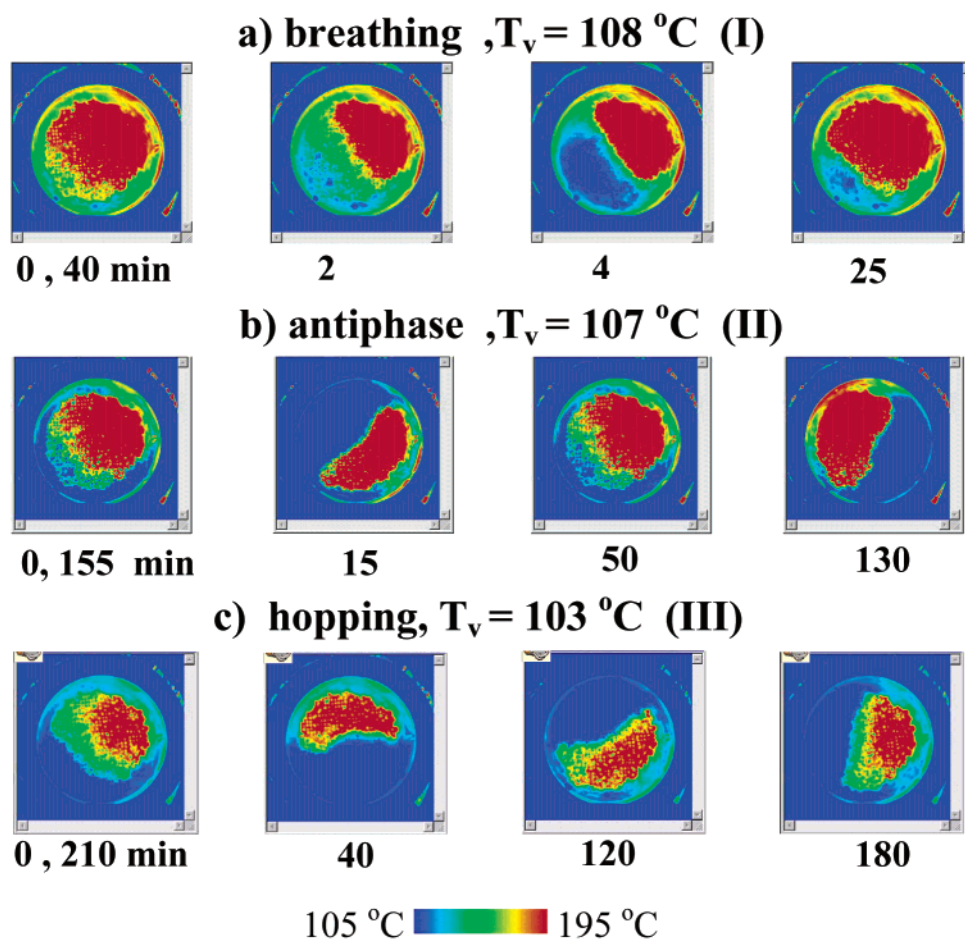 a) breathing ,Tv = 108 °C (I)
0 , 40 min 2 4 25
b) antiphase ,Tv = 107 °C (II)
0, 155 min 15 50 130
c) hopping, Tv = 103 °C (III)
0 , 210 min 40 120 180
105 °C 195 °C